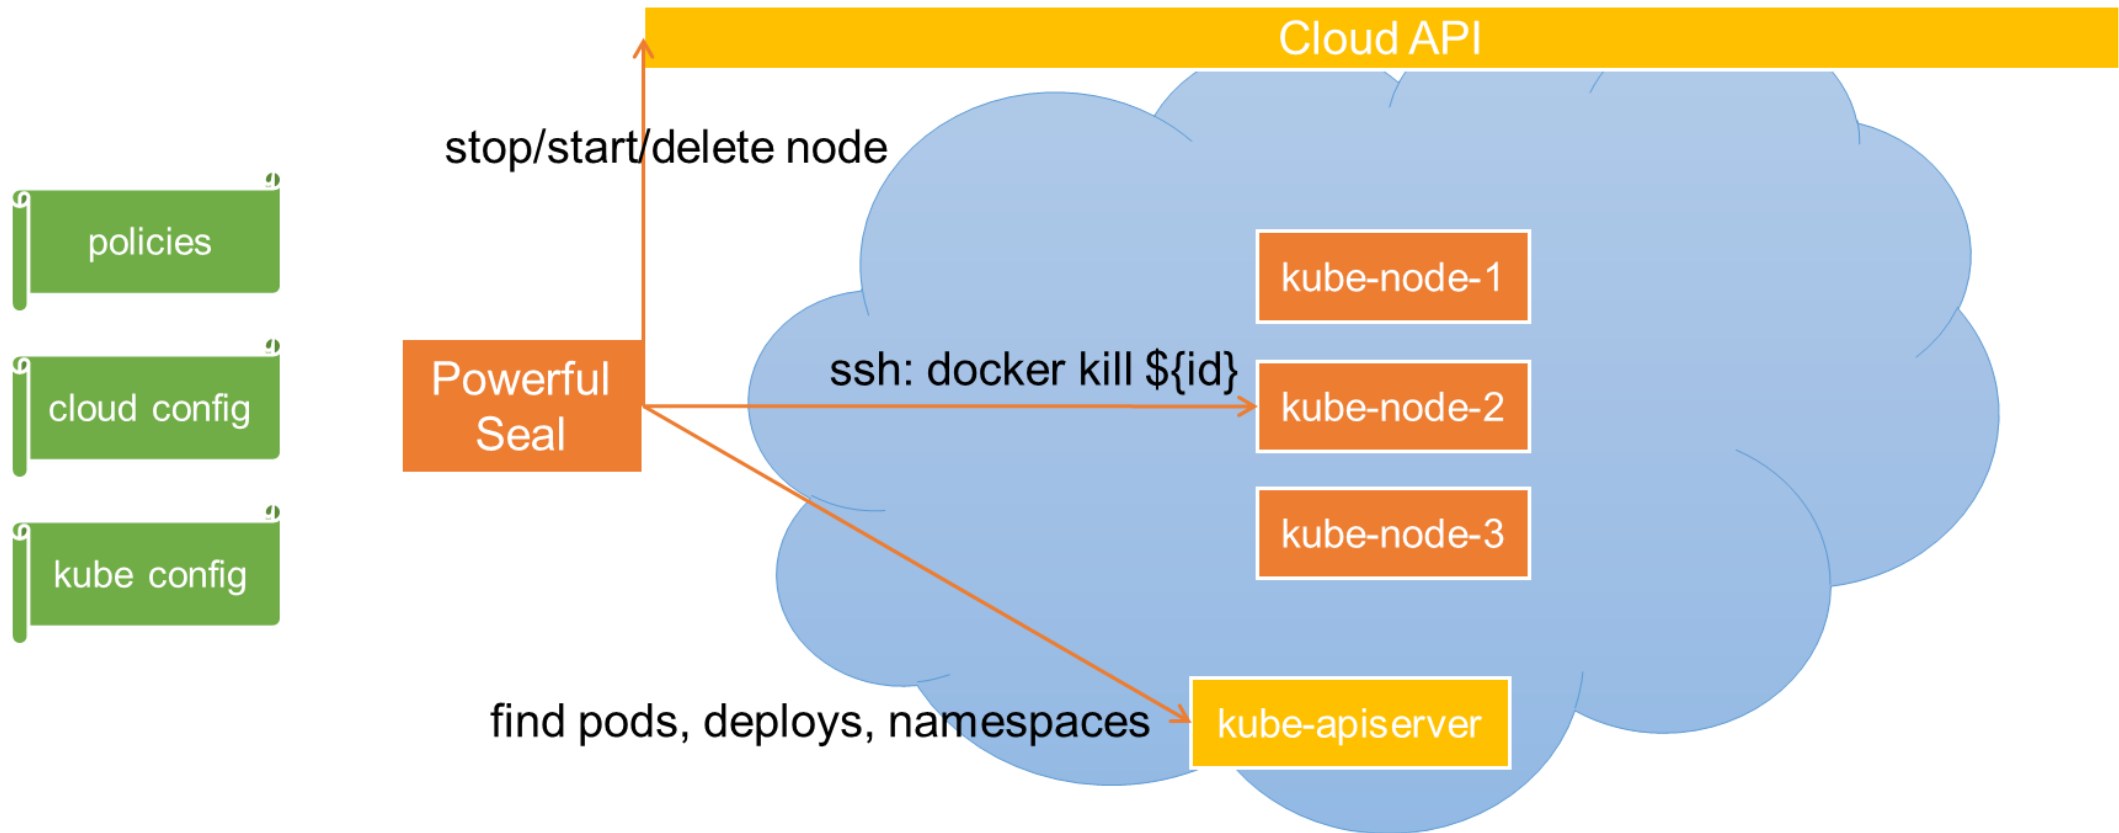 Cloud API
stop/start/delete node
policies
kube-node-1
Powerful
Seal
ssh: docker kill ${id}
cloud config
kube-node-2
kube-node-3
kube config
find pods, deploys, namespaces
kube-apiserver